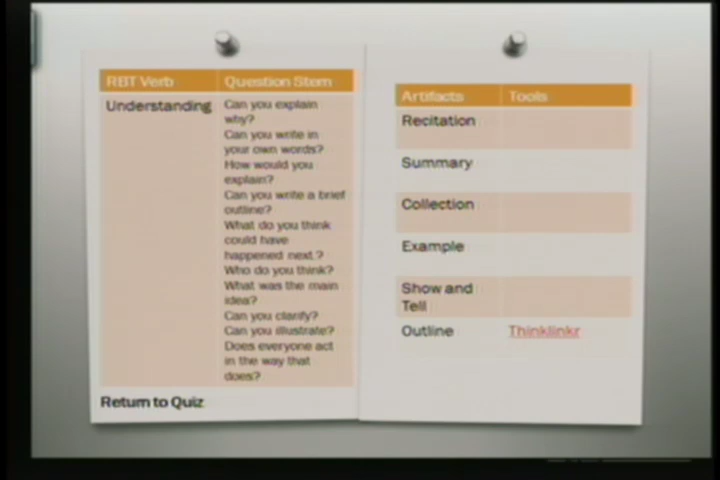 RBT Verb
Question Stem
Understanding
Can you explain
why?
Can you write in
your own words?
How would you
explain?
Can you write a brief
outline?
What do you think
could have
happened next.?
Who do you think?
What was the main
idea?
Can you clarify?
Can you illustrate?
Does everyone act
in the way that
does?
Return to Quiz
Artifacts
Tools
Recitation
Summary
Collection
Example
Show and
Tell
Outline
Thinklinkr